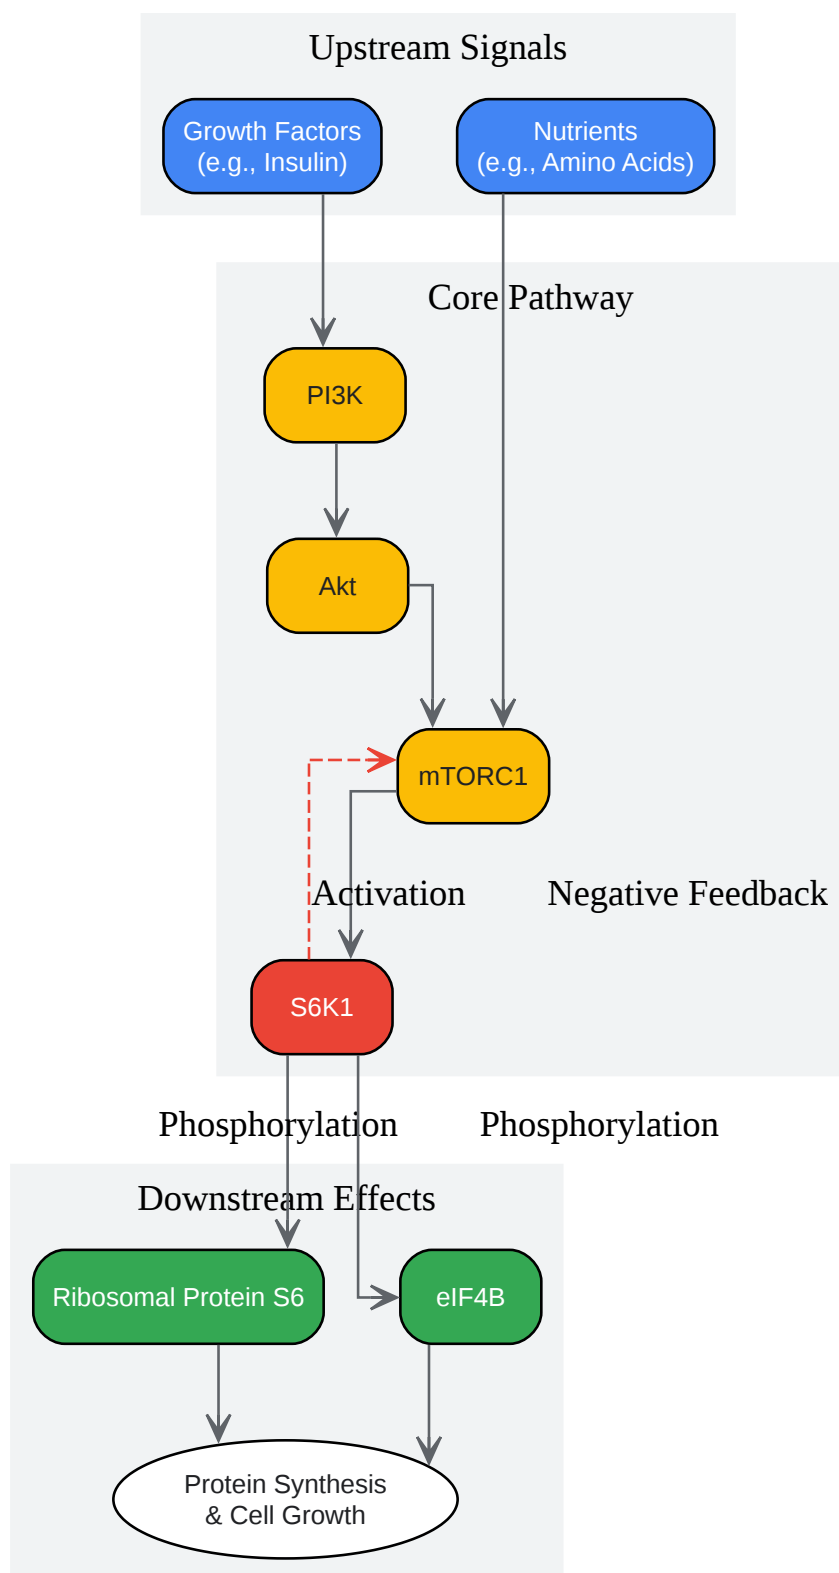 Upstream Signals
Growth Factors
(e.g., Insulin)
Nutrients
(e.g., Amino Acids)
Core Pathway
PI3K
Akt
mTORC1
Activation
Negative Feedback
S6K1
Phosphorylation
Phosphorylation
Downstream Effects
Ribosomal Protein S6
eIF4B
Protein Synthesis
& Cell Growth